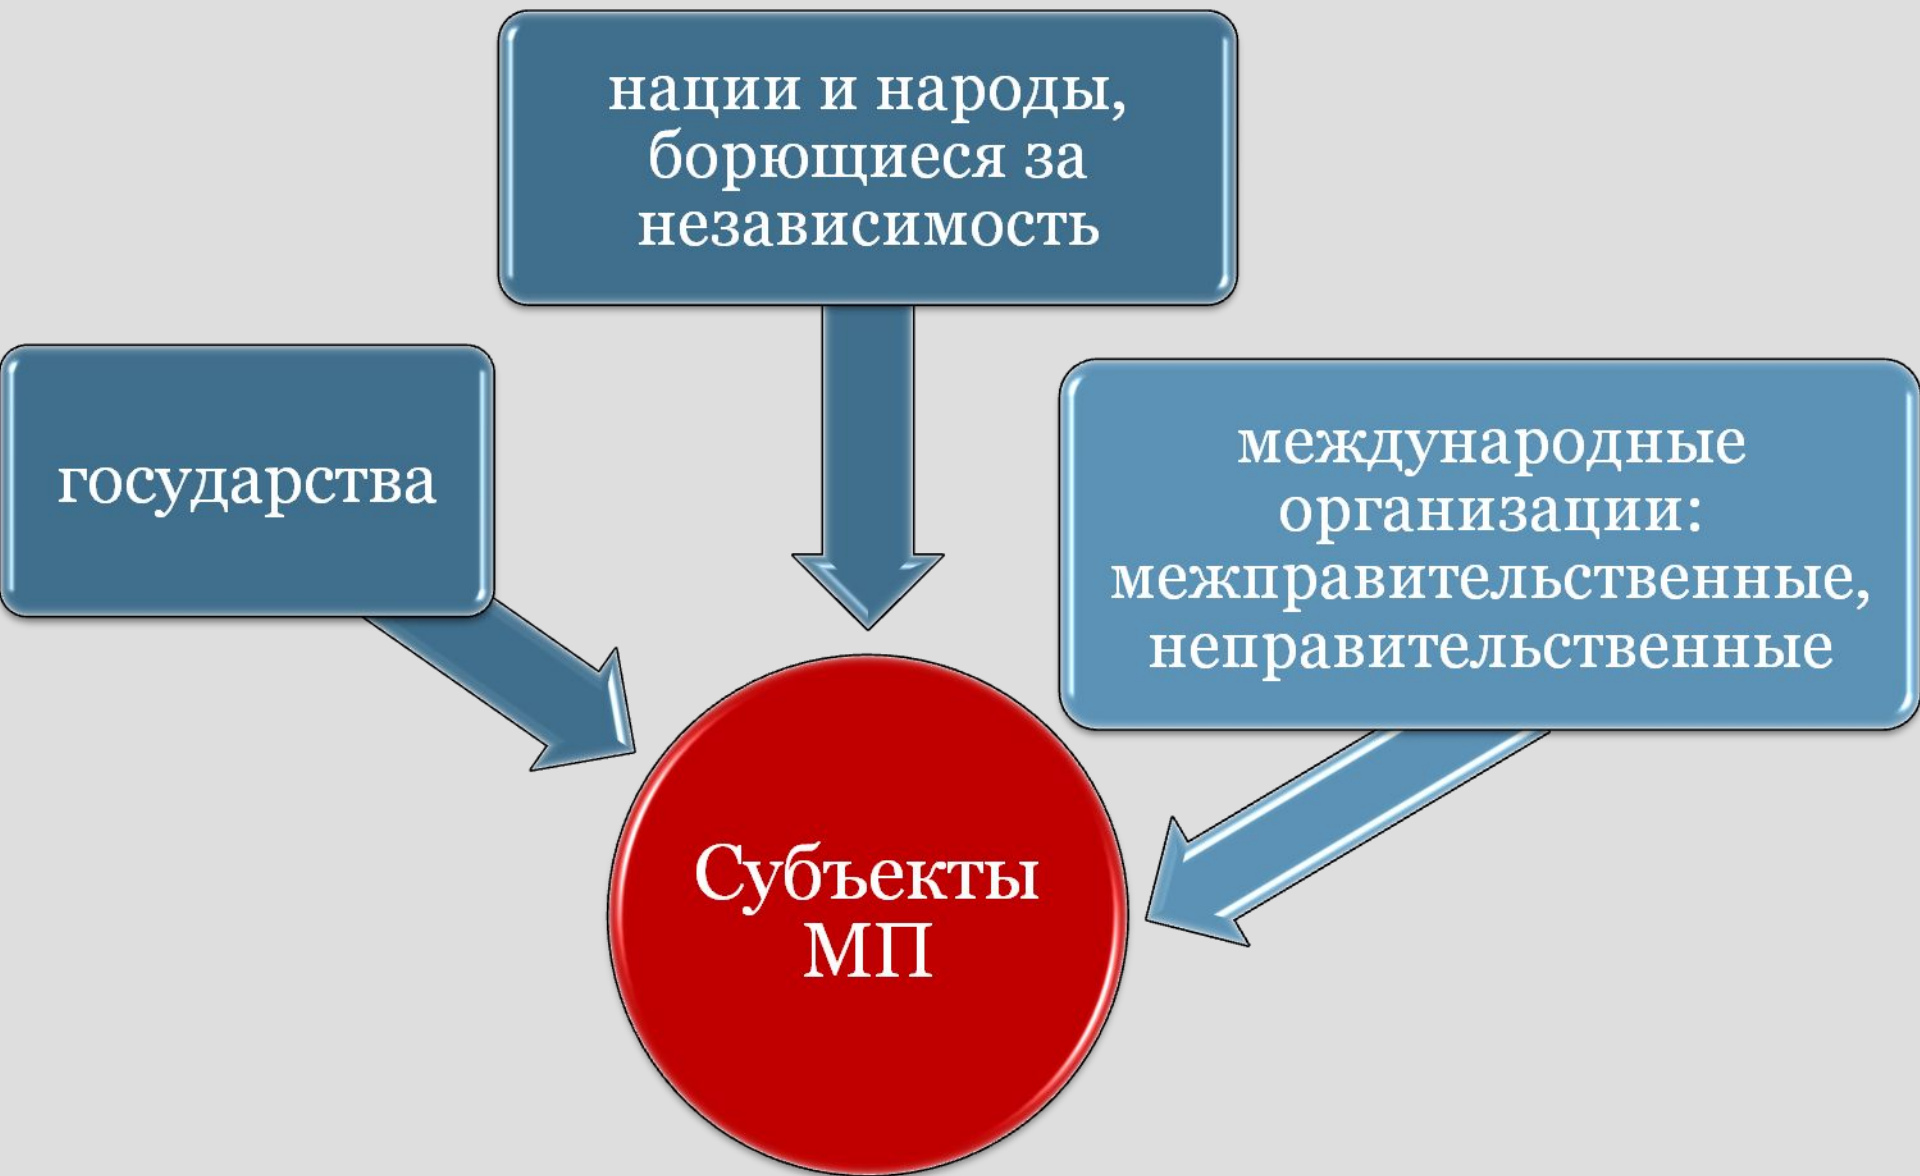 нации и народы,
борющиеся за
независимость
государства
международные
организации:
межправительственные,
неправительственные
Субъекты
МП